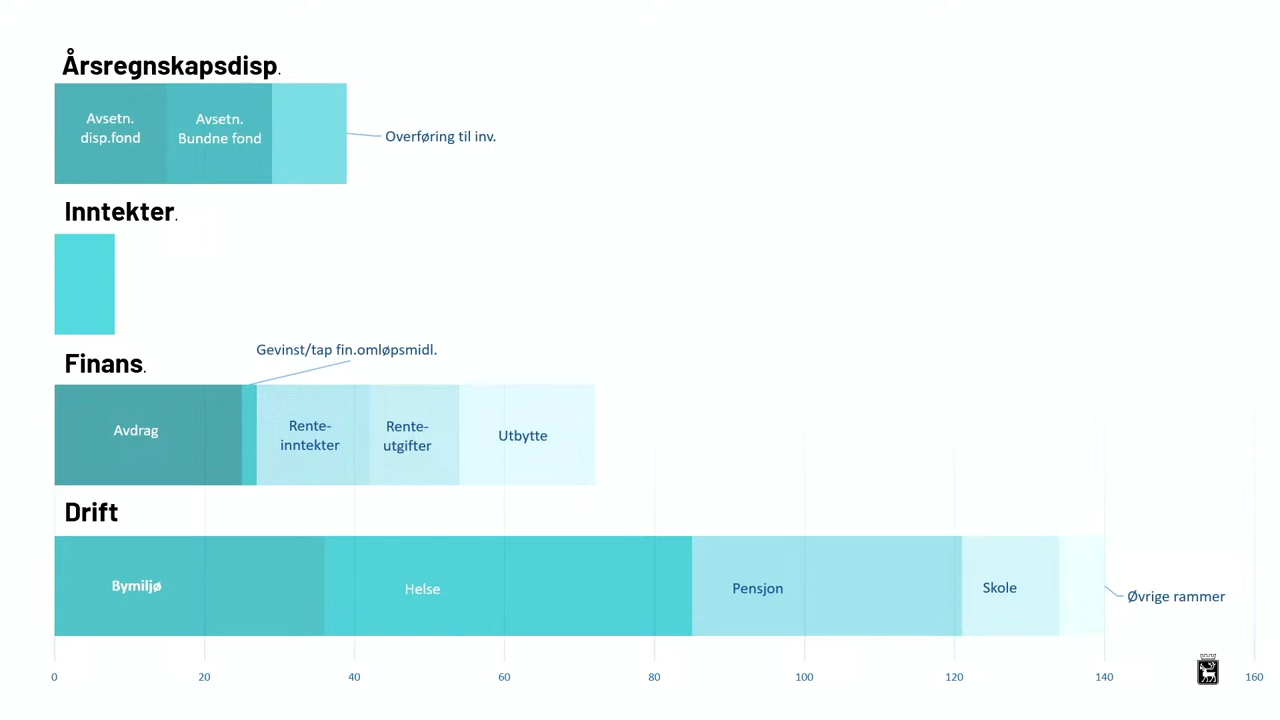 Årsregnskapsdisp.
Avsetn.
disp.fond
Avsetn.
Bundne fond
Overføring til inv.
Inntekter.
Gevinst/tap fin.omløpsmidl.
Finans.
Avdrag
Rente-
inntekter
Rente-
utgifter
Utbytte
Drift
Bymiljø
Helse
Pensjon
Skole
Øvrige rammer
0 20 40 60 80 100 120 140 160